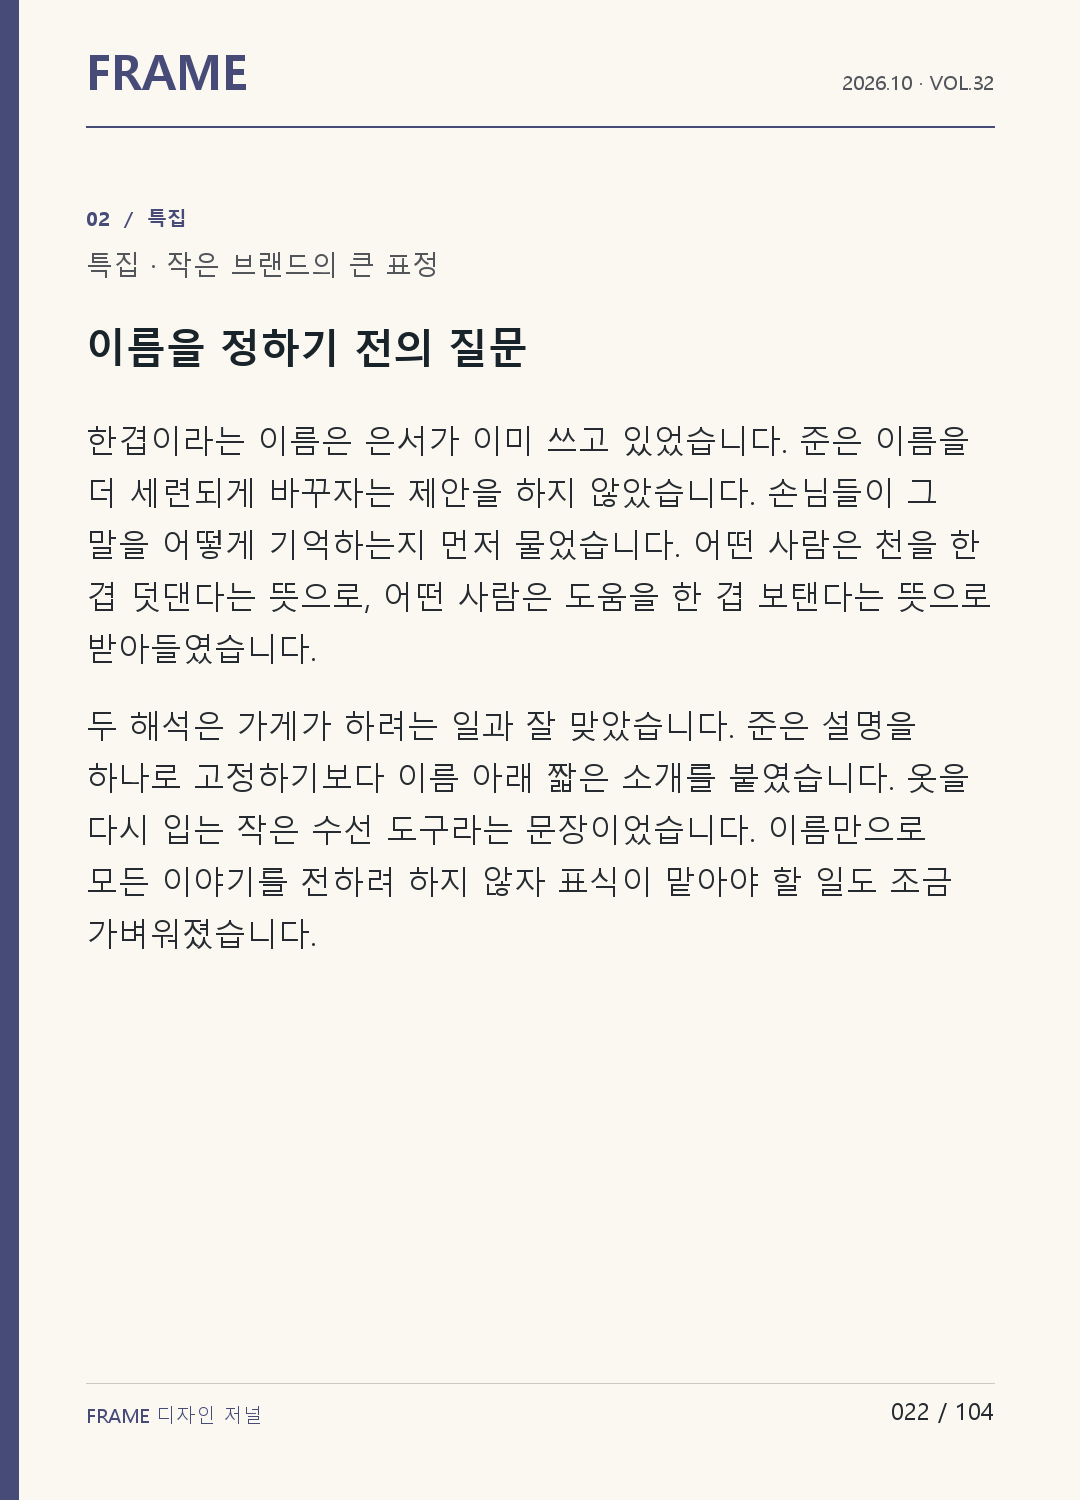 FRAME
2026.10 · VOL.32
02 / 특집
특집 · 작은 브랜드의 큰 표정
이름을 정하기 전의 질문
한겹이라는 이름은 은서가 이미 쓰고 있었습니다. 준은 이름을
더 세련되게 바꾸자는 제안을 하지 않았습니다. 손님들이 그
말을 어떻게 기억하는지 먼저 물었습니다. 어떤 사람은 천을 한
겹 덧댄다는 뜻으로, 어떤 사람은 도움을 한 겹 보탠다는 뜻으로
받아들였습니다.
두 해석은 가게가 하려는 일과 잘 맞았습니다. 준은 설명을
하나로 고정하기보다 이름 아래 짧은 소개를 붙였습니다. 옷을
다시 입는 작은 수선 도구라는 문장이었습니다. 이름만으로
모든 이야기를 전하려 하지 않자 표식이 맡아야 할 일도 조금
가벼워졌습니다.
FRAME 디자인 저널
022 / 104